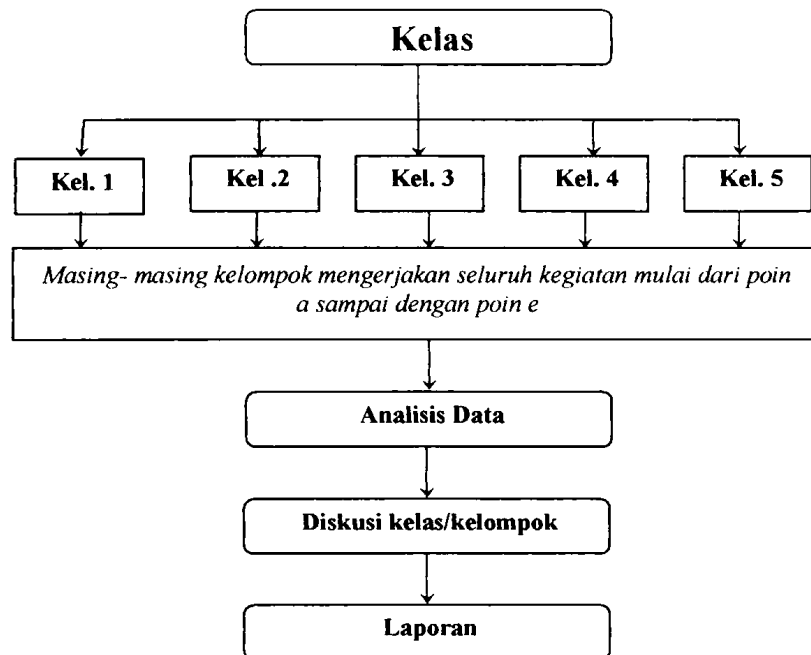 Kelas
Kel. 1
Kel .2
Kel. 3
Kel. 4
Kel. 5
Masing- masing kelompok mengerjakan seluruh kegiatan mulai dari poin
a sampai dengan poin e
Analisis Data
Diskusi kelas/kelompok
Laporan